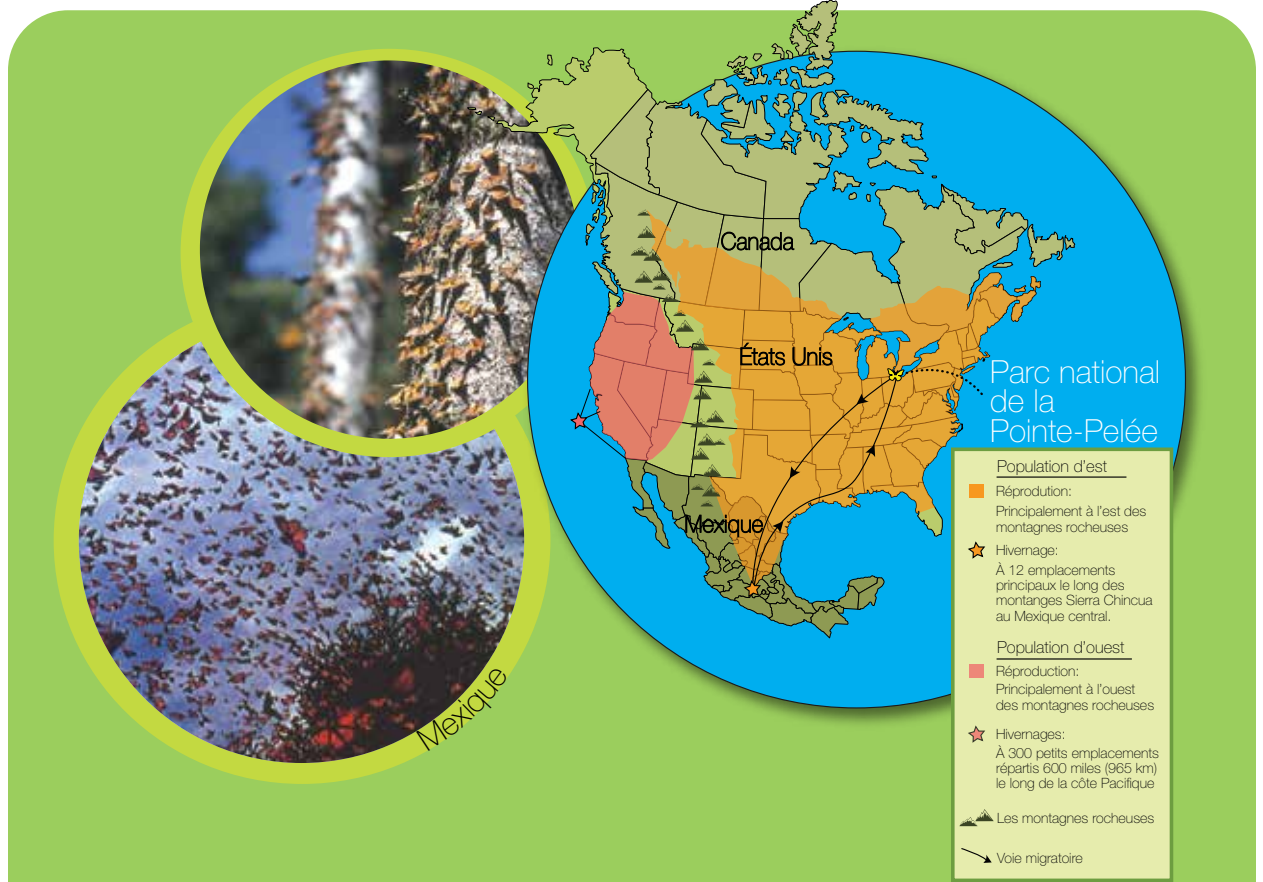 Canada
États Unis
Mexique
Parc national
de la
Pointe-Pelée
Mexique
Population d'est
Réprodution:
Principalement à l'est des
montagnes rocheuses
Hivernage:
À 12 emplacements
principaux le long des
montanges Sierra Chincua
au Mexique central.
Population d'ouest
Réproduction:
Principalement à l'ouest
des montagnes rocheuses
Hivernages:
À 300 petits emplacements
répartis 600 miles (965 km)
le long de la côte Pacifique
Les montagnes rocheuses
Voie migratoire